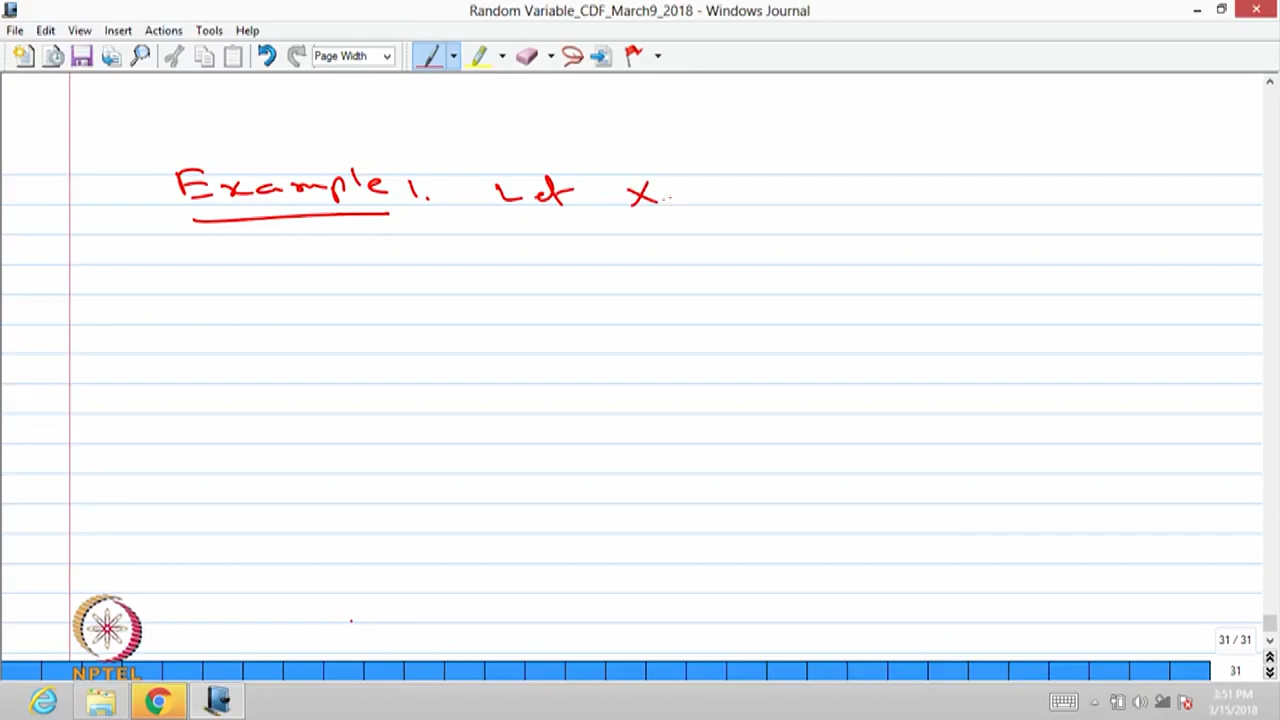 Random Variable_CDF_March9_2018 - Windows Journal
File Edit View Insert Actions Tools Help
Page Width
Example 1. Let X
31 / 31
NPTEL
31
3:51 PM
3/15/2018